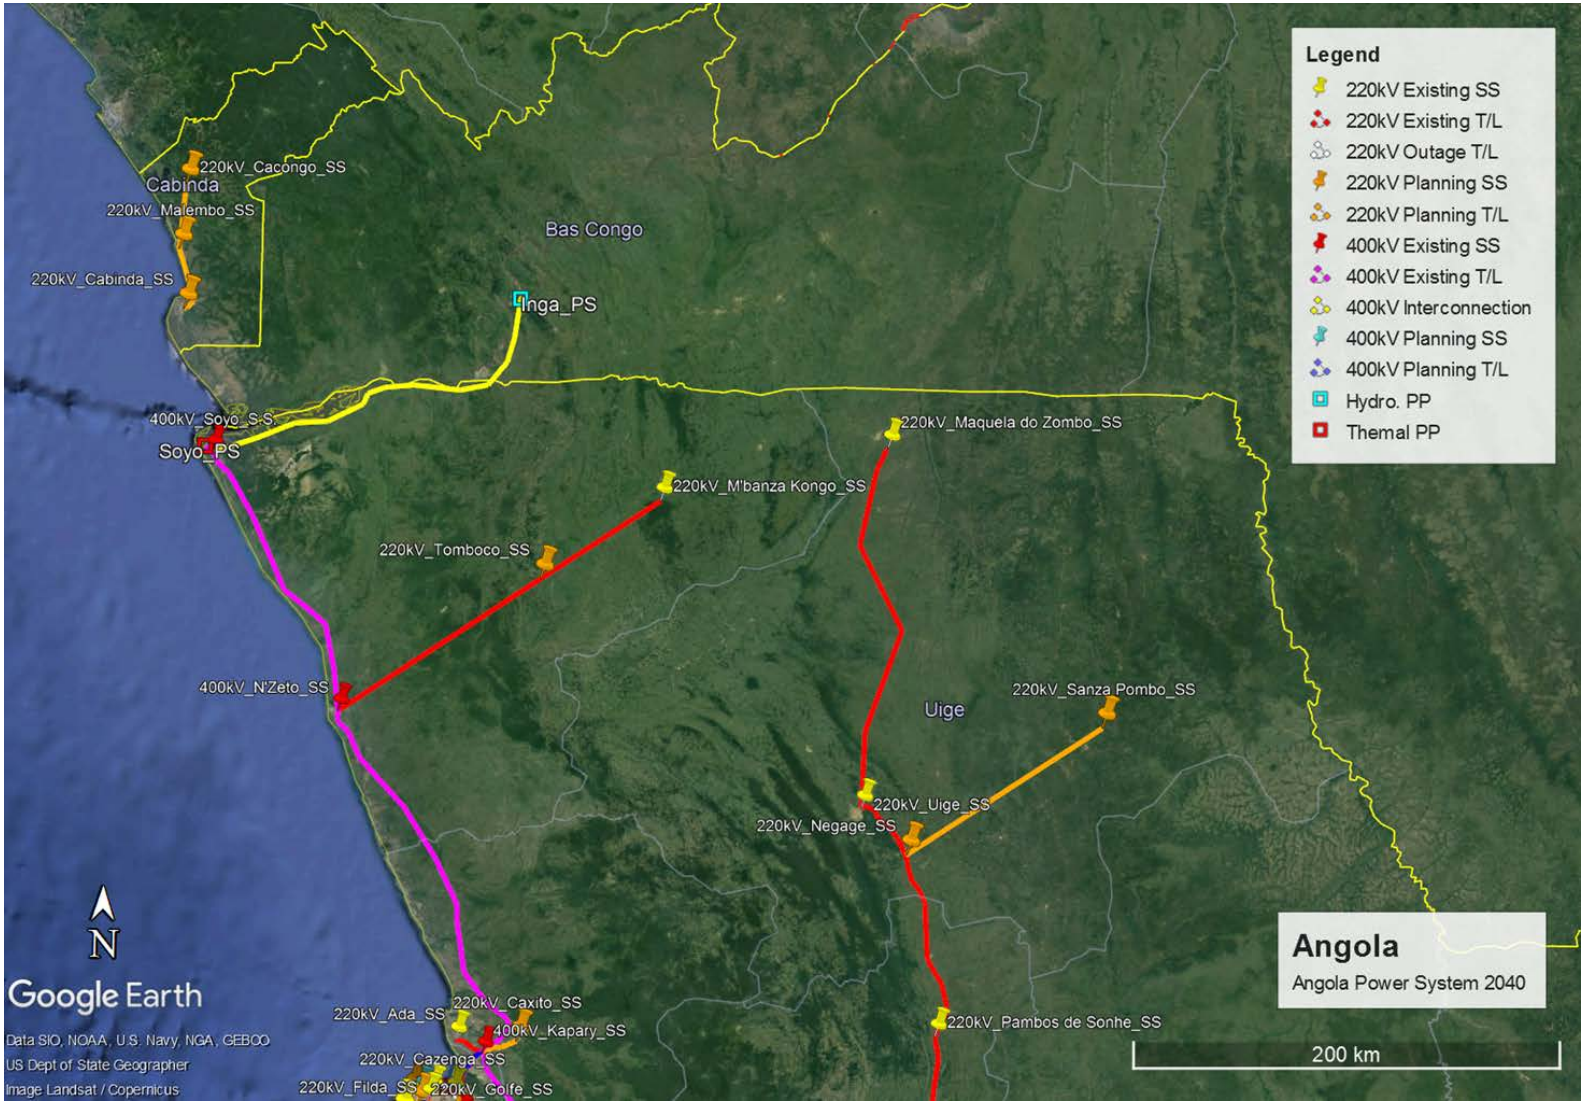 Legend
220kV Existing SS
220kV Existing T/L
220kV Outage T/L
220kV Planning SS
220kV Planning T/L
400kV Existing SS
400kV Existing T/L
400kV Interconnection
400kV Planning SS
400kV Planning T/L
Hydro. PP
Themal PP
220kV_Cacongo_SS
Cabinda
220kV_Malembo_SS
Bas Congo
220kV_Cabinda_SS
Inga_PS
400kV_Soyo_S.S.
Soyo_PS
220kV_Maquela do Zombo_SS
220kV_M'banza Kongo_SS
220kV_Tomboco_SS
400kV_N'Zeto_SS
220kV_Sanza Pombo_SS
Uige
220kV_Uige_SS
220kV_Negage_SS
N
Angola
Angola Power System 2040
Google Earth
220kV_Caxito_SS
220kV_Ada_SS
400kV_Kapary_SS
220kV_Pambos de Sonhe_SS
Data SIO, NOAA, U.S. Navy, NGA, GEBCO
US Dept of State Geographer
Image Landsat / Copernicus
220kV_Cazenga_SS
220kV_Filda_SS
220kV_Golfe_SS
200 km